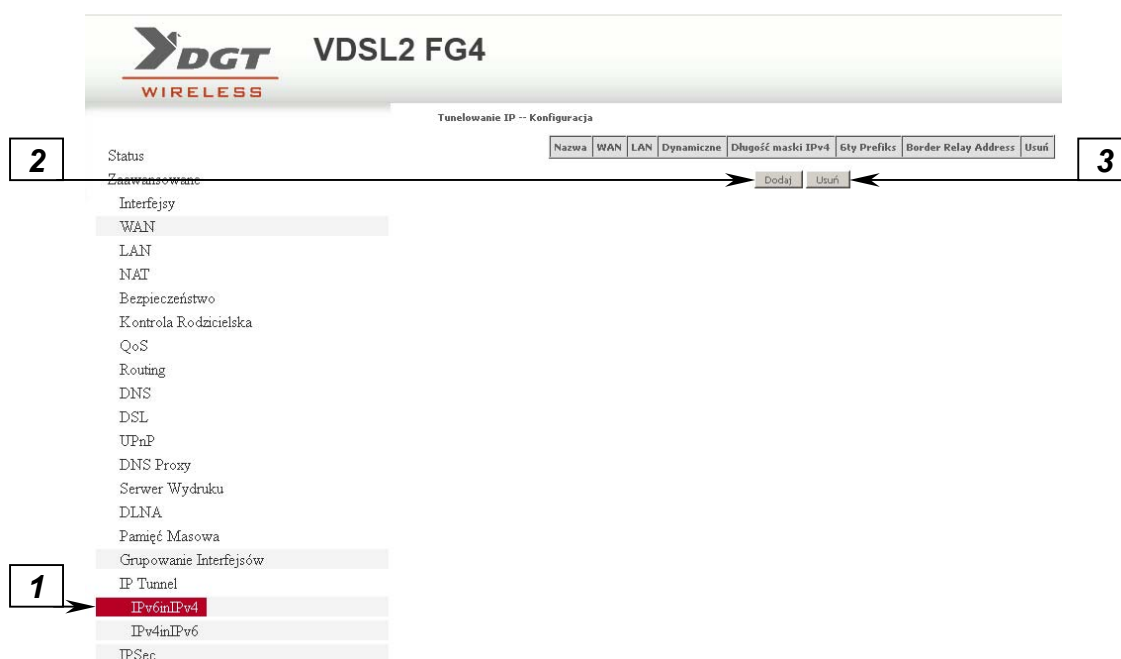 DGT
WIRELESS
VDSL2 FG4
Tunelowanie IP -- Konfiguracja
Nazwa WAN LAN Dynamiczne Długość maski IPv4 6ty Prefiks Border Relay Address Usuń
Dodaj Usuń
2
3
Status
Zaawansowane
Interfejsy
WAN
LAN
NAT
Bezpieczeństwo
Kontrola Rodzicielska
QoS
Routing
DNS
DSL
UPnP
DNS Proxy
Serwer Wydruku
DLNA
Pamięć Masowa
Grupowanie Interfejsów
IP Tunnel
1
IPv6inIPv4
IPv4inIPv6
IPSec